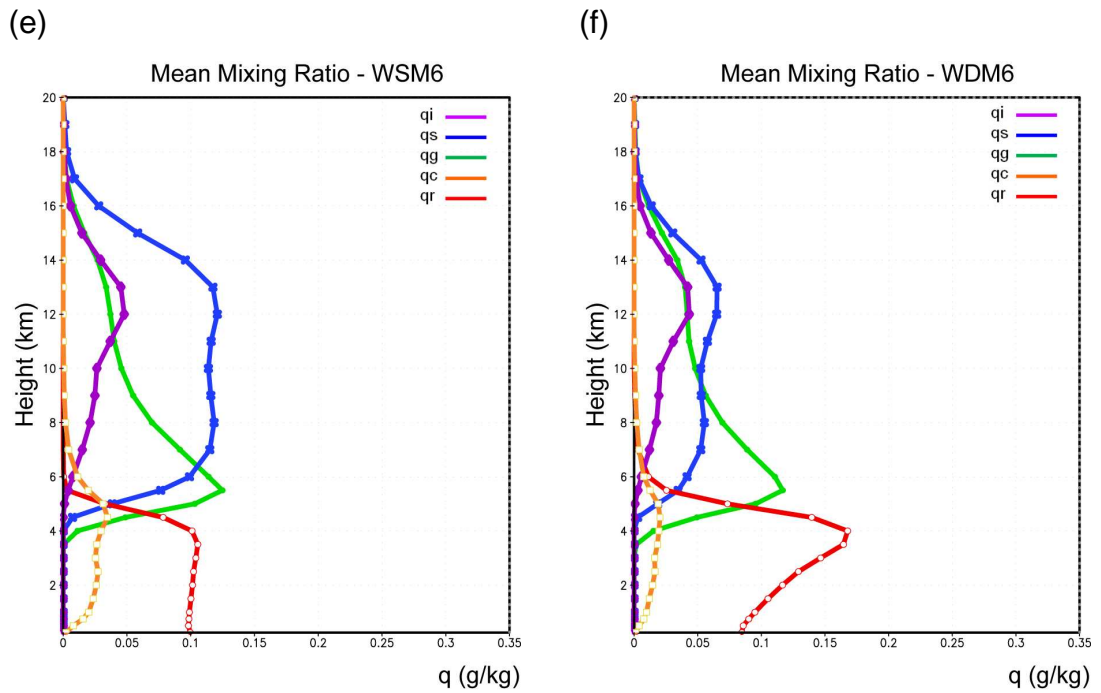 (e)
Mean Mixing Ratio - WSM6
Height (km)
20
18
16
14
12
10
8
6
4
2
qi
qs
qg
qc
qr
0 0.05 0.1 0.15 0.2 0.25 0.3 0.35
q (g/kg)
(f)
Mean Mixing Ratio - WDM6
Height (km)
20
18
16
14
12
10
8
6
4
2
qi
qs
qg
qc
qr
0 0.05 0.1 0.15 0.2 0.25 0.3 0.35
q (g/kg)